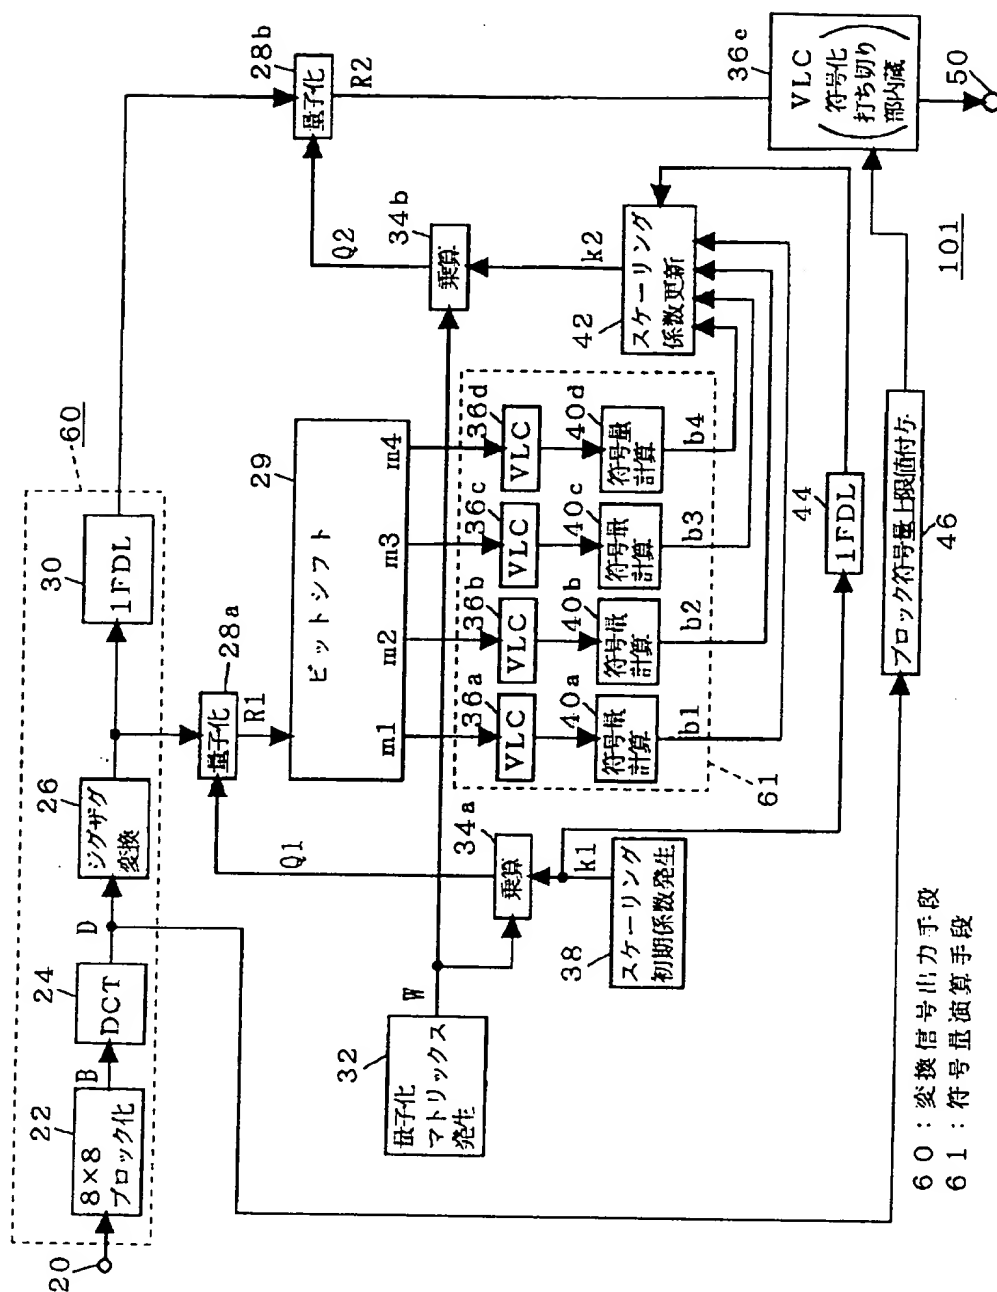 20
22
8×8
ブロック化
B
24
DCT
D
26
ジグザグ
変換
30
1FDL
60
28a
量子化
R1
Q1
29
ビットシフト
m1
m2
m3
m4
28b
量子化
R2
Q2
32
量子化
マトリックス
発生
W
34a
乗算
k1
38
スケーリング
初期係数発生
34b
乗算
k2
36a
VLC
36b
VLC
36c
VLC
36d
VLC
40a
符号量
計算
b1
40b
符号量
計算
b2
40c
符号量
計算
b3
40d
符号量
計算
b4
61
42
スケーリング
係数更新
44
1FDL
46
ブロック符号量上限値付け
36e
VLC
(符号化
打ち切り
部内蔵)
50
101
60:変換信号出力手段
61:符号量演算手段